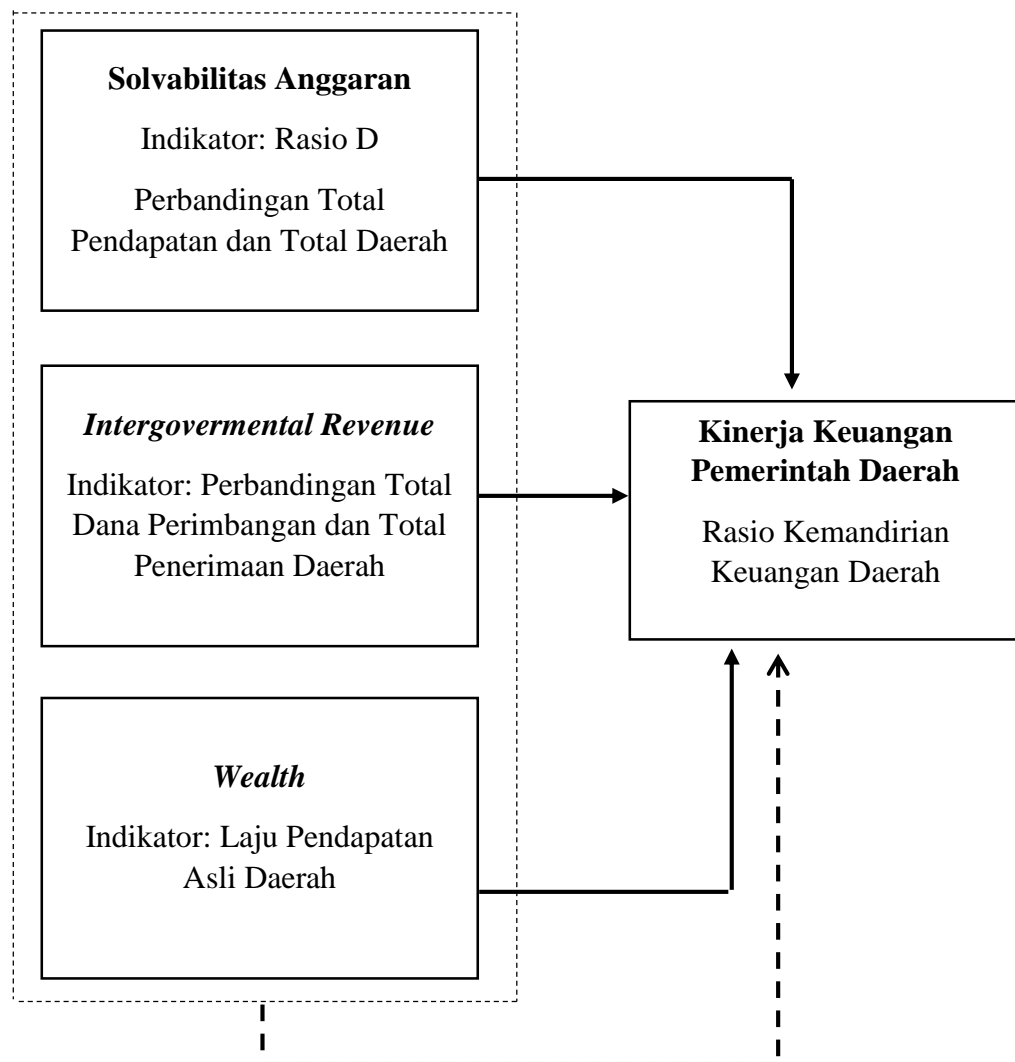 Solvabilitas Anggaran
Indikator: Rasio D
Perbandingan Total
Pendapatan dan Total Daerah
Intergovermental Revenue
Indikator: Perbandingan Total
Dana Perimbangan dan Total
Penerimaan Daerah
Wealth
Indikator: Laju Pendapatan
Asli Daerah
Kinerja Keuangan
Pemerintah Daerah
Rasio Kemandirian
Keuangan Daerah